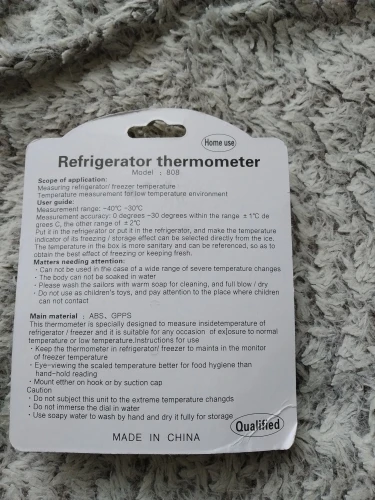 Home use
Refrigerator thermometer
Model : 808
Scope of application:
Measuring refrigerator/ freezer temperature
Temperature measurement for low temperature environment
User guide:
Measurement range: -40℃ -30℃
Measurement accuracy: 0 degrees -30 degrees within the range ±1℃ de
grees C, the other range of ±2℃
Put it in the refrigerator or put it in the refrigerator, and make the temperature
indicator of its freezing / storage effect can be selected directly from the ice.
The temperature in the box is more sanitary and can be referenced, so as to
obtain the best effect of freezing or keeping fresh.
Matters needing attention:
· Can not be used in the case of a wide range of severe temperature changes
· The body can not be soaked in water
· Please wash the sailors with warm soap for cleaning, and full blow / dry
· Do not use as children's toys, and pay attention to the place where children
can not contact
Main material : ABS、GPPS
This thermometer is specially designed to measure insidetemperature of
refrigerator / freezer and it is suitable for any occasion of ex[osure to normal
temperature or low temperature.Instructions for use
· Keep the thermometer in refrigerator/ freezer to mainta in the monitor
of freezer temperature
· Eye-viewing the scaled temperature better for food hygiene than
hand-hold reading
· Mount etther on hook or by suction cap
Caution
· Do not subject this unit to the extreme temperature changds
· Do not immerse the dial in water
· Use soapy water to wash by hand and dry it fully for storage
Qualified
MADE IN CHINA